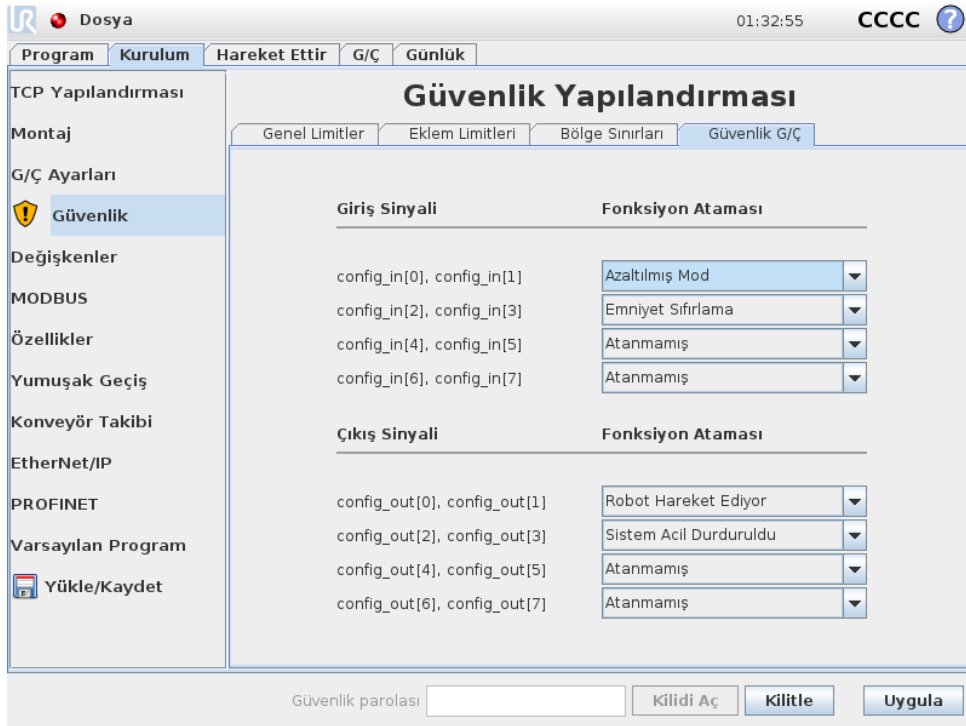 UR Dosya 01:32:55 CCCC ?
Program Kurulum Hareket Ettir G/Ç Günlük
TCP Yapılandırması
Montaj
G/Ç Ayarları
Güvenlik
Değişkenler
MODBUS
Özellikler
Yumuşak Geçiş
Konveyör Takibi
EtherNet/IP
PROFINET
Varsayılan Program
Yükle/Kaydet
Güvenlik Yapılandırması
Genel Limitler Eklem Limitleri Bölge Sınırları Güvenlik G/Ç
Giriş Sinyali Fonksiyon Ataması
config_in[0], config_in[1] Azaltılmış Mod
config_in[2], config_in[3] Emniyet Sıfırlama
config_in[4], config_in[5] Atanmamış
config_in[6], config_in[7] Atanmamış
Çıkış Sinyali Fonksiyon Ataması
config_out[0], config_out[1] Robot Hareket Ediyor
config_out[2], config_out[3] Sistem Acil Durduruldu
config_out[4], config_out[5] Atanmamış
config_out[6], config_out[7] Atanmamış
Güvenlik parolası Kilidi Aç Kilitle Uygula